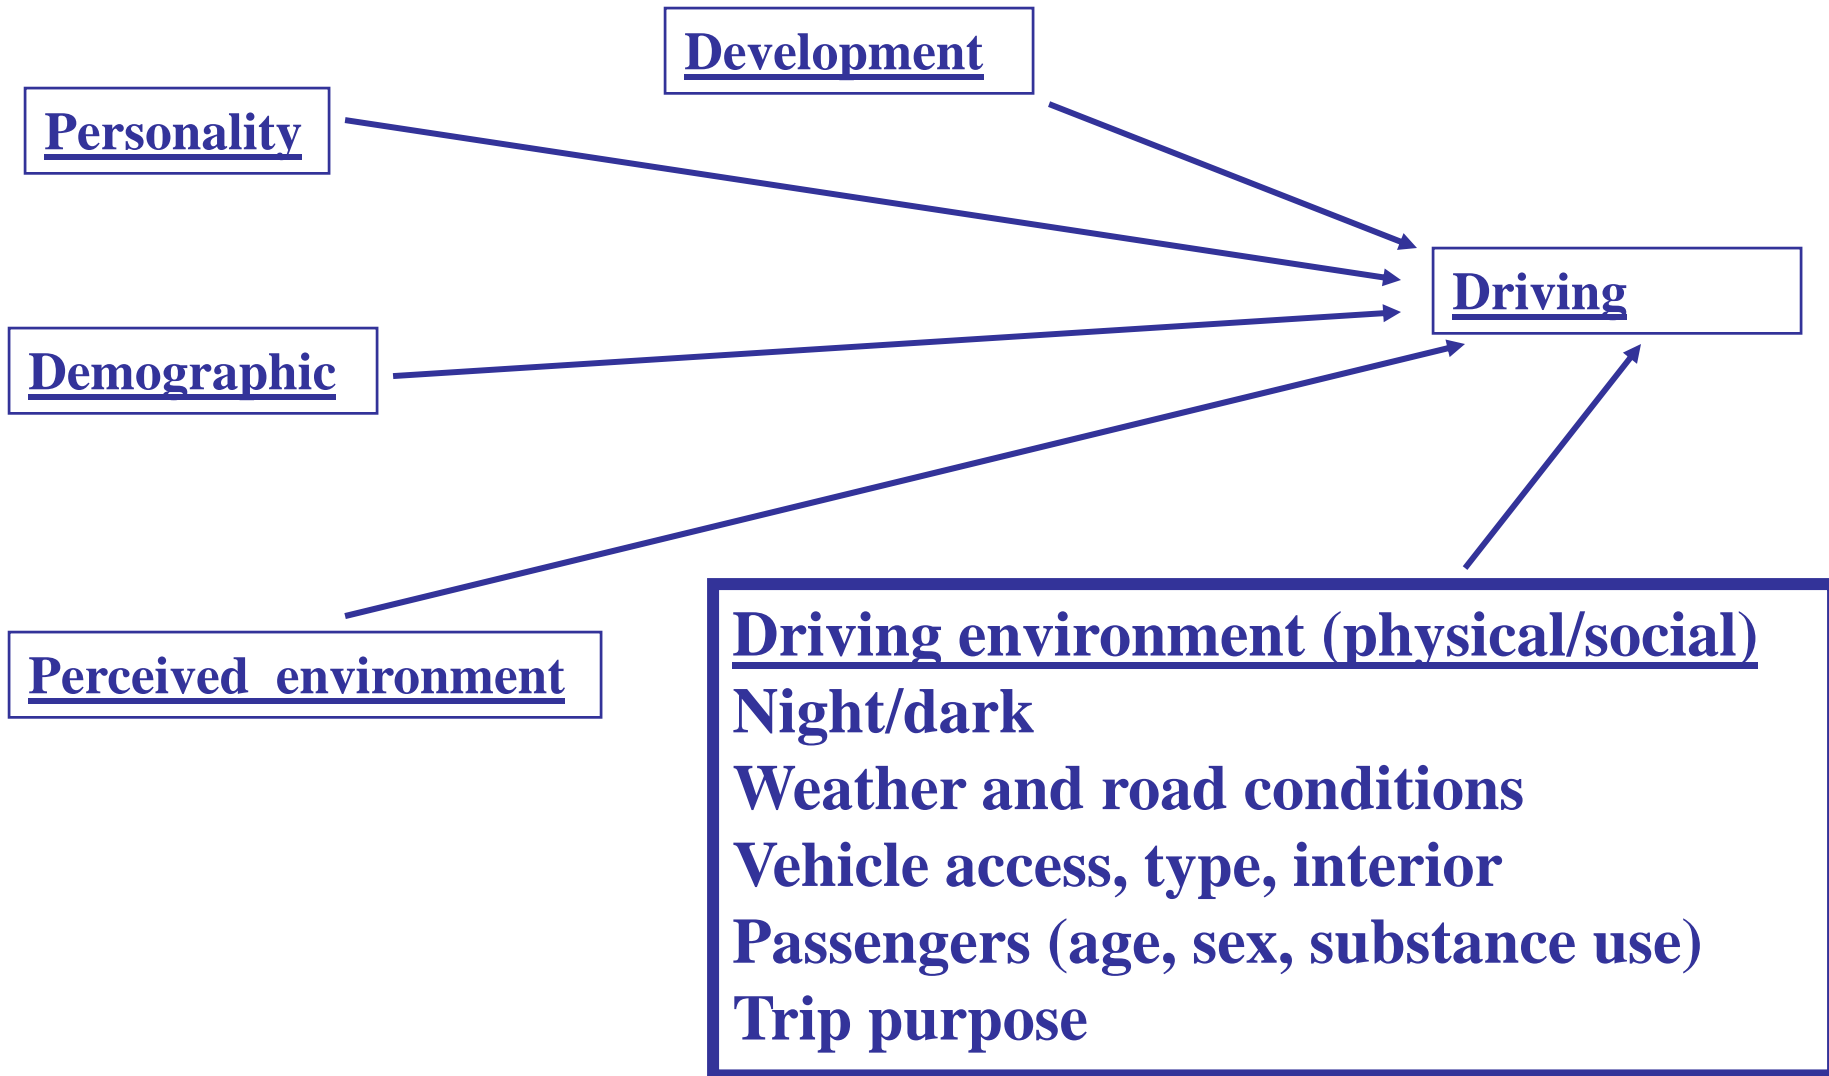 Development
Personality
Driving
Demographic
Perceived environment
Driving environment (physical/social)
Night/dark
Weather and road conditions
Vehicle access, type, interior
Passengers (age, sex, substance use)
Trip purpose